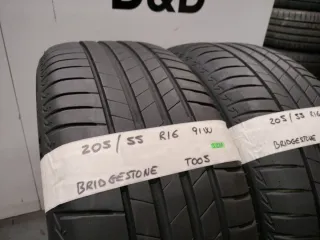 D&D
205/55 R16 91W
BRIDGESTONE T005
205/55 R16
BRIDGESTONE